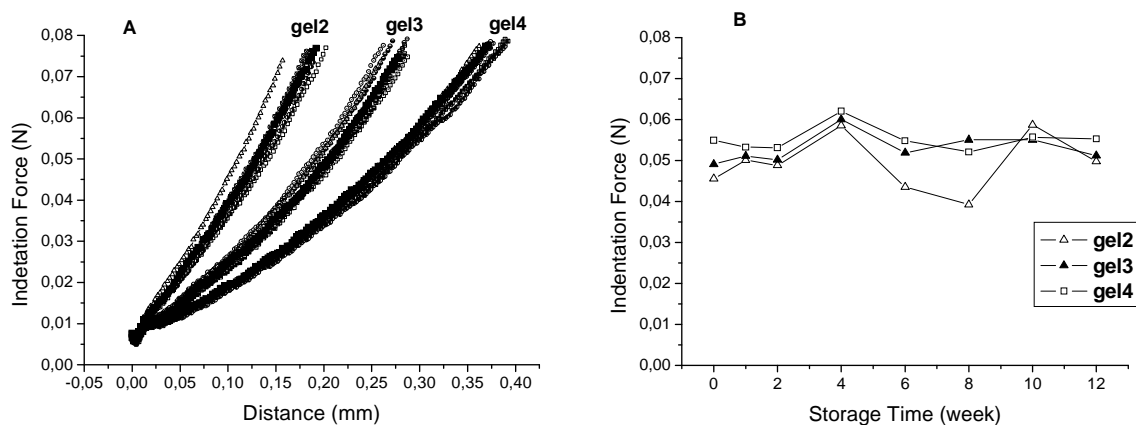 A
gel2
gel3
gel4
0,08
0,07
0,06
0,05
0,04
0,03
0,02
0,01
0,00
Indetation Force (N)
-0,05 0,00 0,05 0,10 0,15 0,20 0,25 0,30 0,35 0,40
Distance (mm)
B
0,08
0,07
0,06
0,05
0,04
0,03
0,02
0,01
0,00
Indentation Force (N)
gel2
gel3
gel4
0 2 4 6 8 10 12
Storage Time (week)